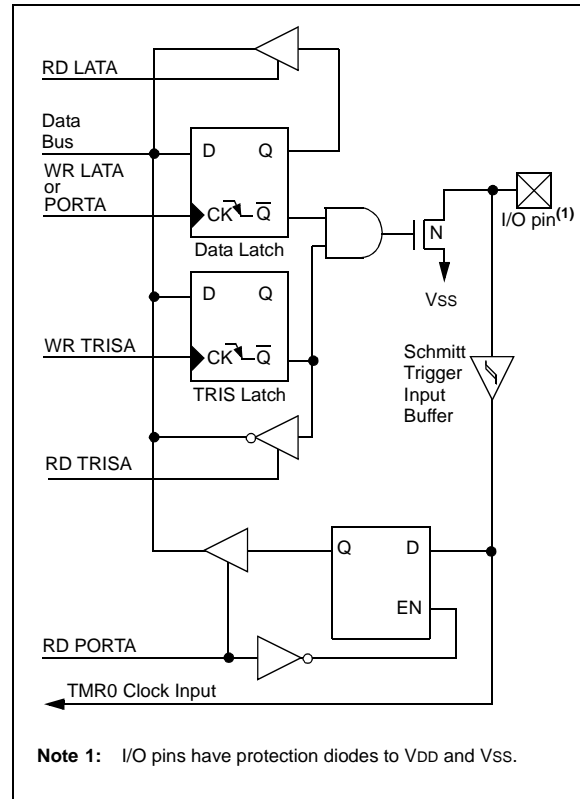 RD LATA
Data
Bus
WR LATA
or
PORTA
D Q
CK Q̅
Data Latch
N
I/O pin(1)
VSS
D Q
CK Q̅
TRIS Latch
WR TRISA
Schmitt
Trigger
Input
Buffer
RD TRISA
Q D
EN
RD PORTA
TMR0 Clock Input
Note 1: I/O pins have protection diodes to VDD and VSS.